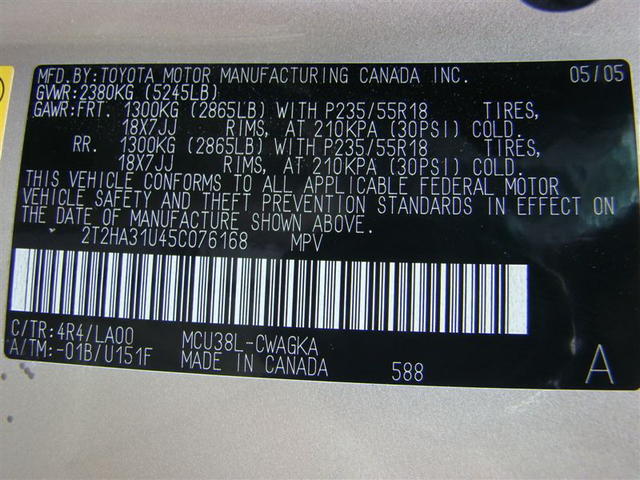 MFD.BY:TOYOTA MOTOR MANUFACTURING CANADA INC. 05/05
GVWR:2380KG (5245LB)
GAWR:FRT. 1300KG (2865LB) WITH P235/55R18 TIRES,
18X7JJ RIMS, AT 210KPA (30PSI) COLD.
RR. 1300KG (2865LB) WITH P235/55R18 TIRES,
18X7JJ RIMS, AT 210KPA (30PSI) COLD.
THIS VEHICLE CONFORMS TO ALL APPLICABLE FEDERAL MOTOR
VEHICLE SAFETY AND THEFT PREVENTION STANDARDS IN EFFECT ON
THE DATE OF MANUFACTURE SHOWN ABOVE.
2T2HA31U45C076168 MPV
C/TR:4R4/LA00 MCU38L-CWAGKA
A/TM:-01B/U151F MADE IN CANADA 588 A